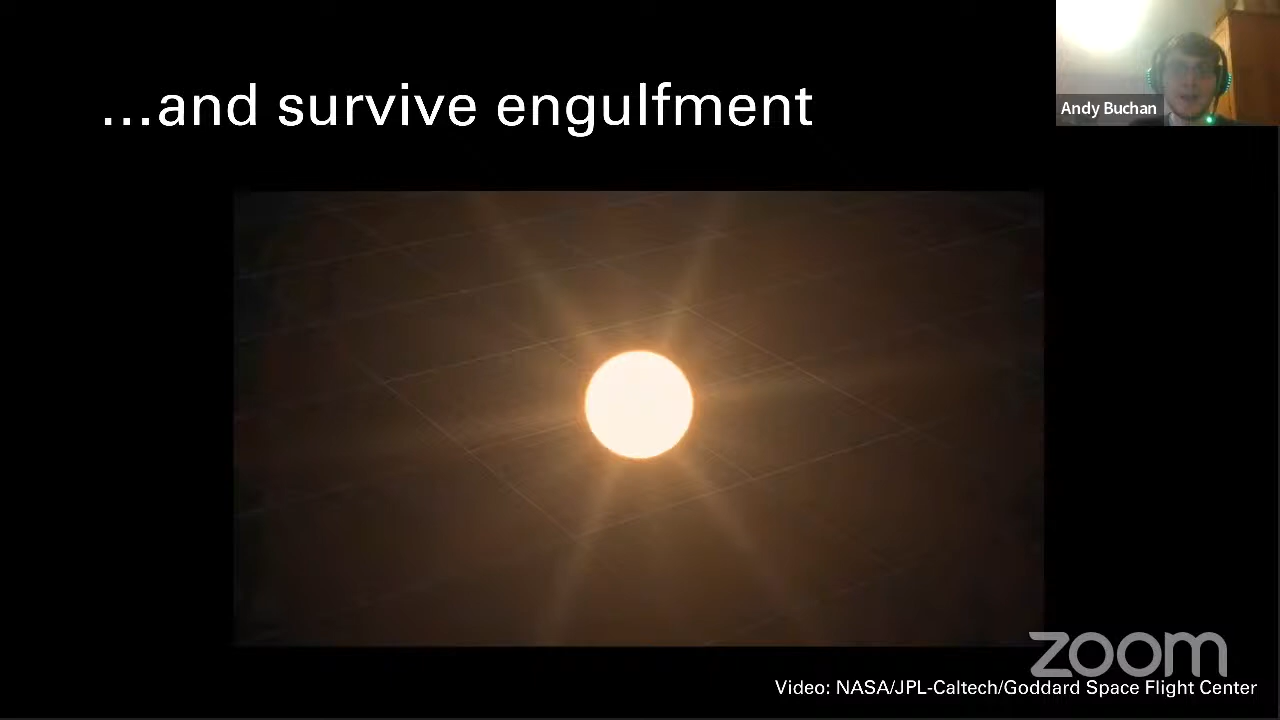 ...and survive engulfment
Andy Buchan
zoom
Video: NASA/JPL-Caltech/Goddard Space Flight Center